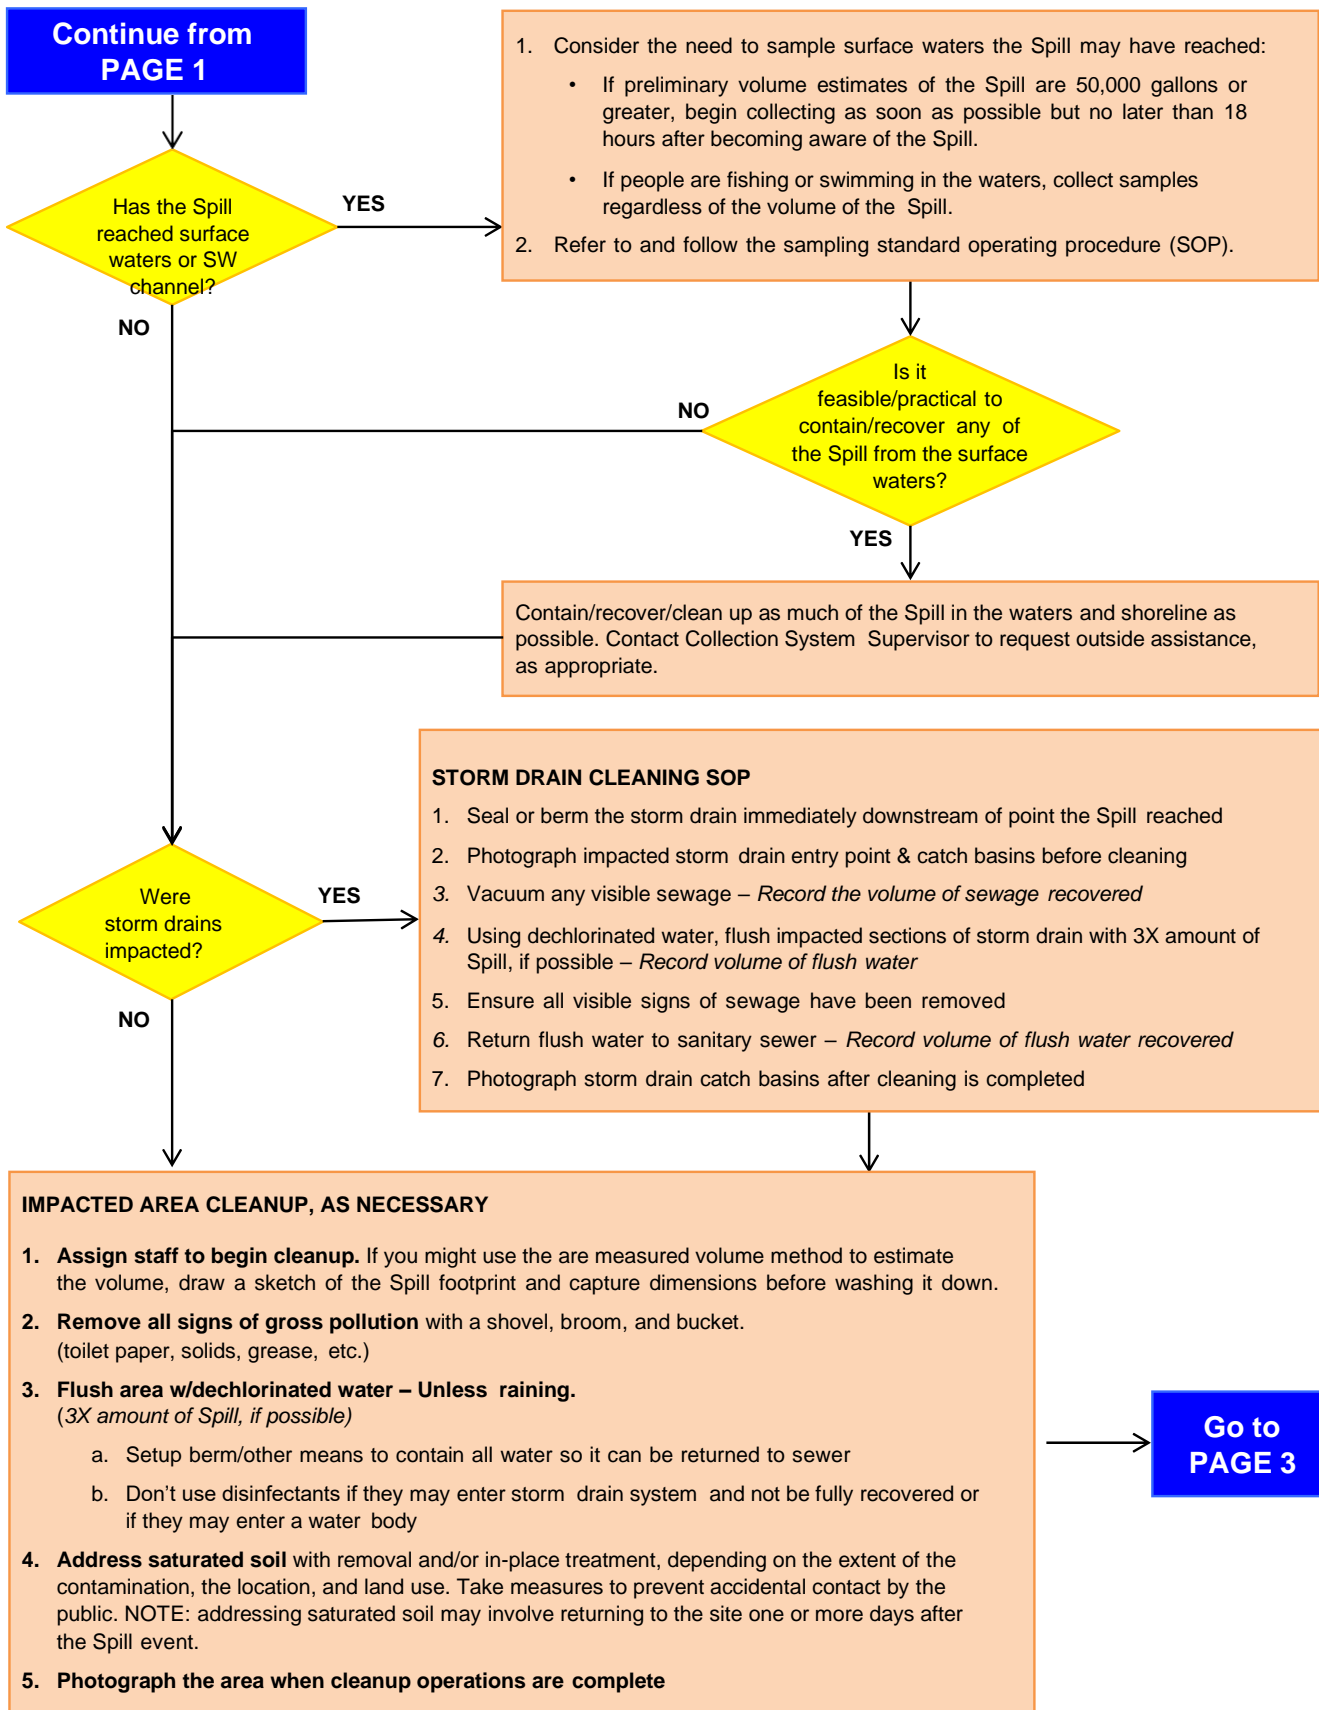 Continue from
PAGE 1
1. Consider the need to sample surface waters the Spill may have reached:
• If preliminary volume estimates of the Spill are 50,000 gallons or
greater, begin collecting as soon as possible but no later than 18
hours after becoming aware of the Spill.
• If people are fishing or swimming in the waters, collect samples
regardless of the volume of the Spill.
2. Refer to and follow the sampling standard operating procedure (SOP).
Has the Spill
reached surface
waters or SW
channel?
YES
NO
Is it
feasible/practical to
contain/recover any of
the Spill from the surface
waters?
NO
YES
Contain/recover/clean up as much of the Spill in the waters and shoreline as
possible. Contact Collection System Supervisor to request outside assistance,
as appropriate.
Were
storm drains
impacted?
YES
NO
STORM DRAIN CLEANING SOP
1. Seal or berm the storm drain immediately downstream of point the Spill reached
2. Photograph impacted storm drain entry point & catch basins before cleaning
3. Vacuum any visible sewage – Record the volume of sewage recovered
4. Using dechlorinated water, flush impacted sections of storm drain with 3X amount of
Spill, if possible – Record volume of flush water
5. Ensure all visible signs of sewage have been removed
6. Return flush water to sanitary sewer – Record volume of flush water recovered
7. Photograph storm drain catch basins after cleaning is completed
IMPACTED AREA CLEANUP, AS NECESSARY
1. Assign staff to begin cleanup. If you might use the are measured volume method to estimate
the volume, draw a sketch of the Spill footprint and capture dimensions before washing it down.
2. Remove all signs of gross pollution with a shovel, broom, and bucket.
(toilet paper, solids, grease, etc.)
3. Flush area w/dechlorinated water – Unless raining.
(3X amount of Spill, if possible)
a. Setup berm/other means to contain all water so it can be returned to sewer
b. Don’t use disinfectants if they may enter storm drain system and not be fully recovered or
if they may enter a water body
4. Address saturated soil with removal and/or in-place treatment, depending on the extent of the
contamination, the location, and land use. Take measures to prevent accidental contact by the
public. NOTE: addressing saturated soil may involve returning to the site one or more days after
the Spill event.
5. Photograph the area when cleanup operations are complete
Go to
PAGE 3